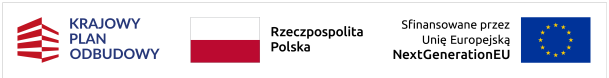 KRAJOWY
PLAN
ODBUDOWY
Rzeczpospolita
Polska
Sfinansowane przez
Unię Europejską
NextGenerationEU